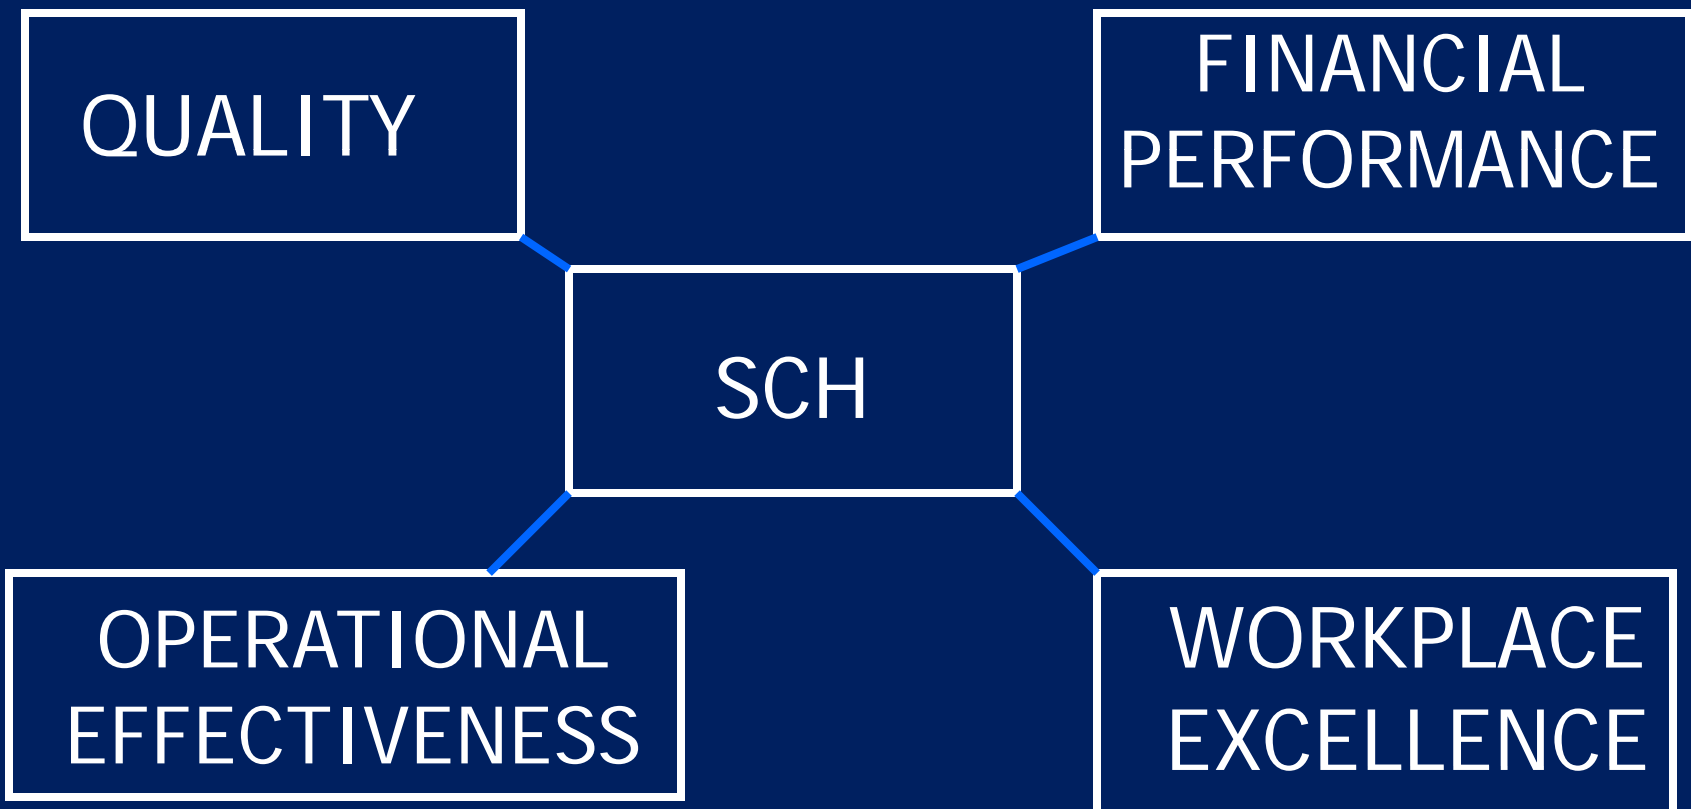 QUALITY
FINANCIAL
PERFORMANCE
SCH
OPERATIONAL
EFFECTIVENESS
WORKPLACE
EXCELLENCE